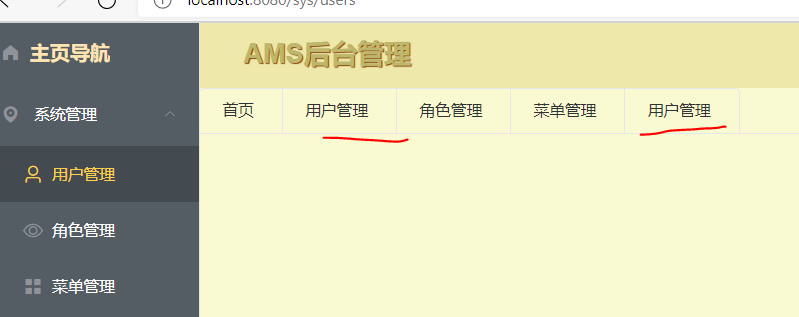 localhost:8080/sys/users
主页导航
AMS后台管理
系统管理
首页 用户管理 角色管理 菜单管理 用户管理
用户管理
角色管理
菜单管理